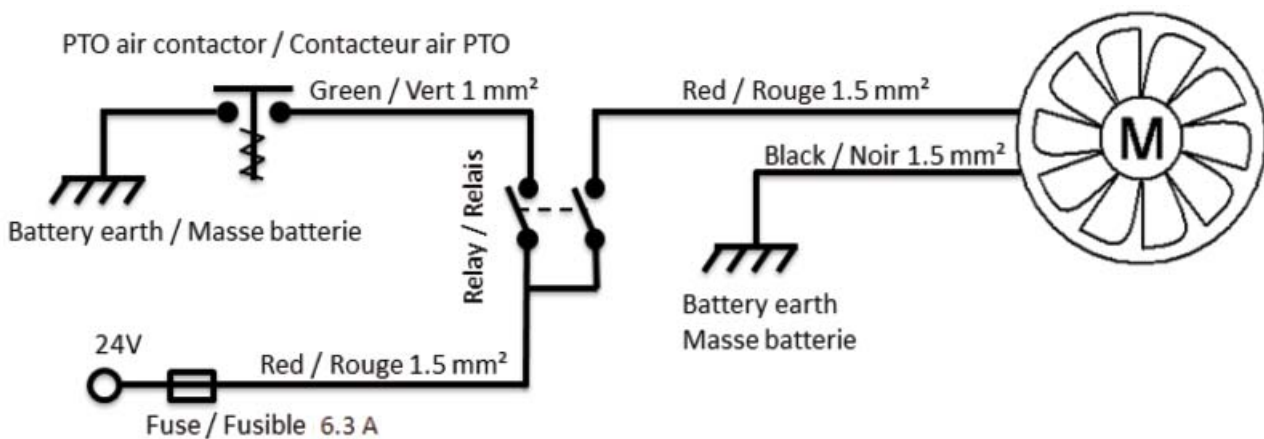 PTO air contactor / Contacteur air PTO
Green / Vert 1 mm²
Red / Rouge 1.5 mm²
Black / Noir 1.5 mm²
M
Relay / Relais
Battery earth / Masse batterie
Battery earth
Masse batterie
24V
Red / Rouge 1.5 mm²
Fuse / Fusible 6.3 A